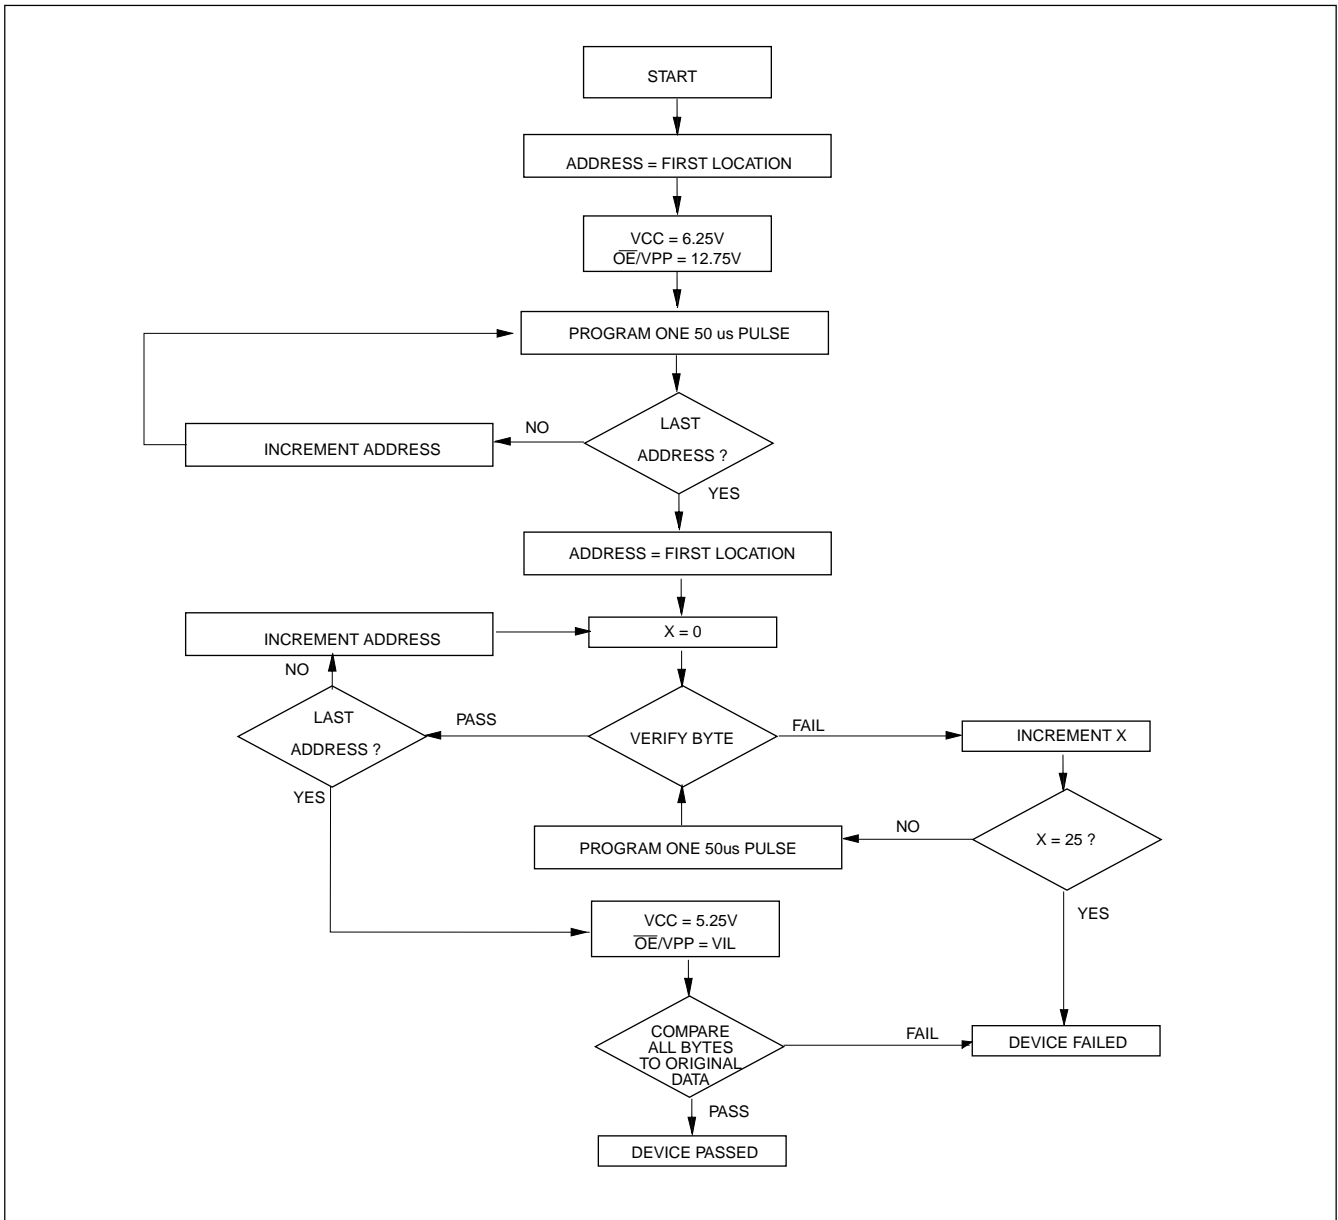 START
ADDRESS = FIRST LOCATION
VCC = 6.25V
O̅E̅/VPP = 12.75V
PROGRAM ONE 50 us PULSE
LAST
ADDRESS ?
NO
INCREMENT ADDRESS
YES
ADDRESS = FIRST LOCATION
INCREMENT ADDRESS
X = 0
NO
LAST
ADDRESS ?
PASS
VERIFY BYTE
FAIL
INCREMENT X
YES
PROGRAM ONE 50us PULSE
NO
X = 25 ?
YES
VCC = 5.25V
O̅E̅/VPP = VIL
COMPARE
ALL BYTES
TO ORIGINAL
DATA
FAIL
DEVICE FAILED
PASS
DEVICE PASSED